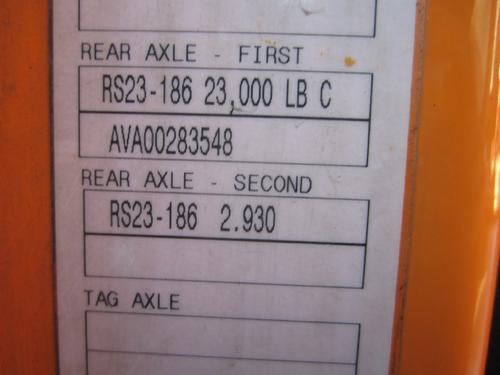 REAR AXLE - FIRST
RS23-186 23,000 LB C
AVA00283548
REAR AXLE - SECOND
RS23-186 2.930
TAG AXLE